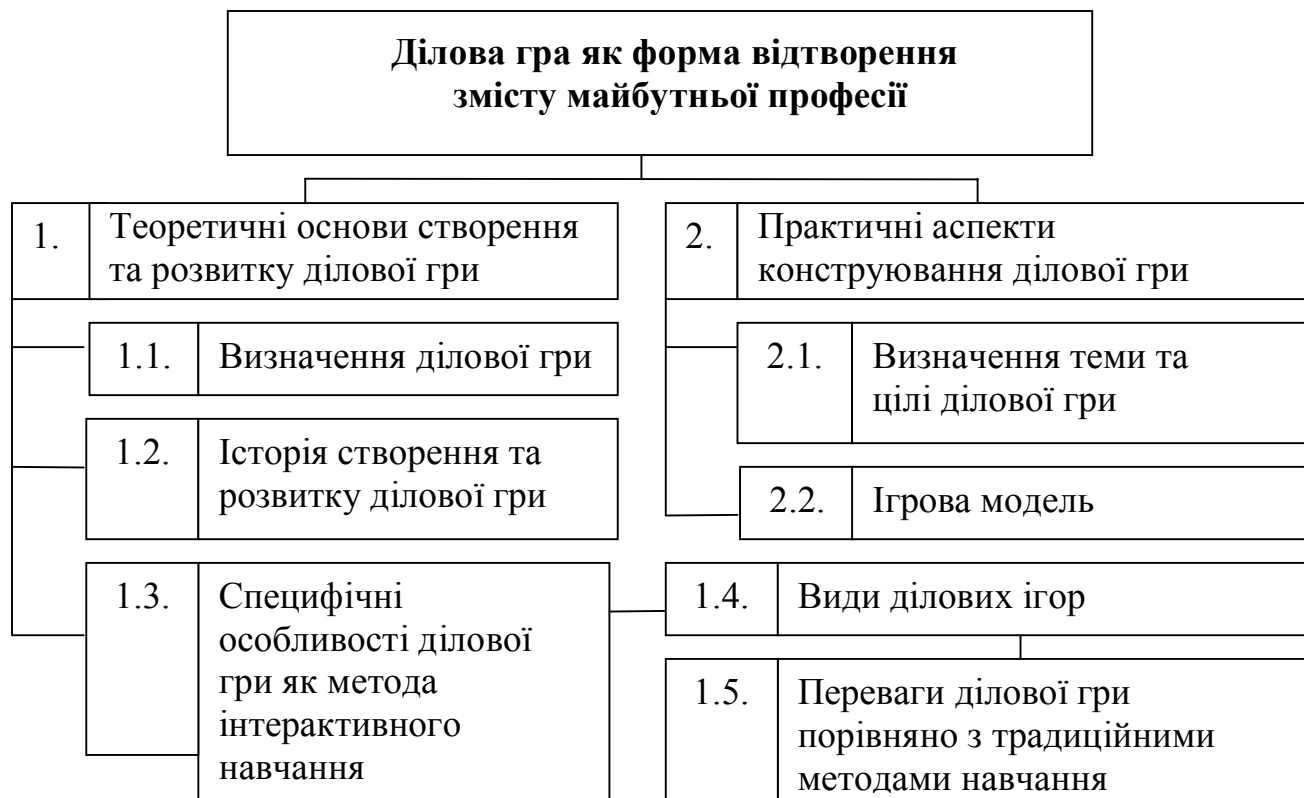 Ділова гра як форма відтворення
змісту майбутньої професії
1. Теоретичні основи створення
та розвитку ділової гри
1.1. Визначення ділової гри
1.2. Історія створення та
розвитку ділової гри
1.3. Специфічні
особливості ділової
гри як метода
інтерактивного
навчання
2. Практичні аспекти
конструювання ділової гри
2.1. Визначення теми та
цілі ділової гри
2.2. Ігрова модель
1.4. Види ділових ігор
1.5. Переваги ділової гри
порівняно з традиційними
методами навчання